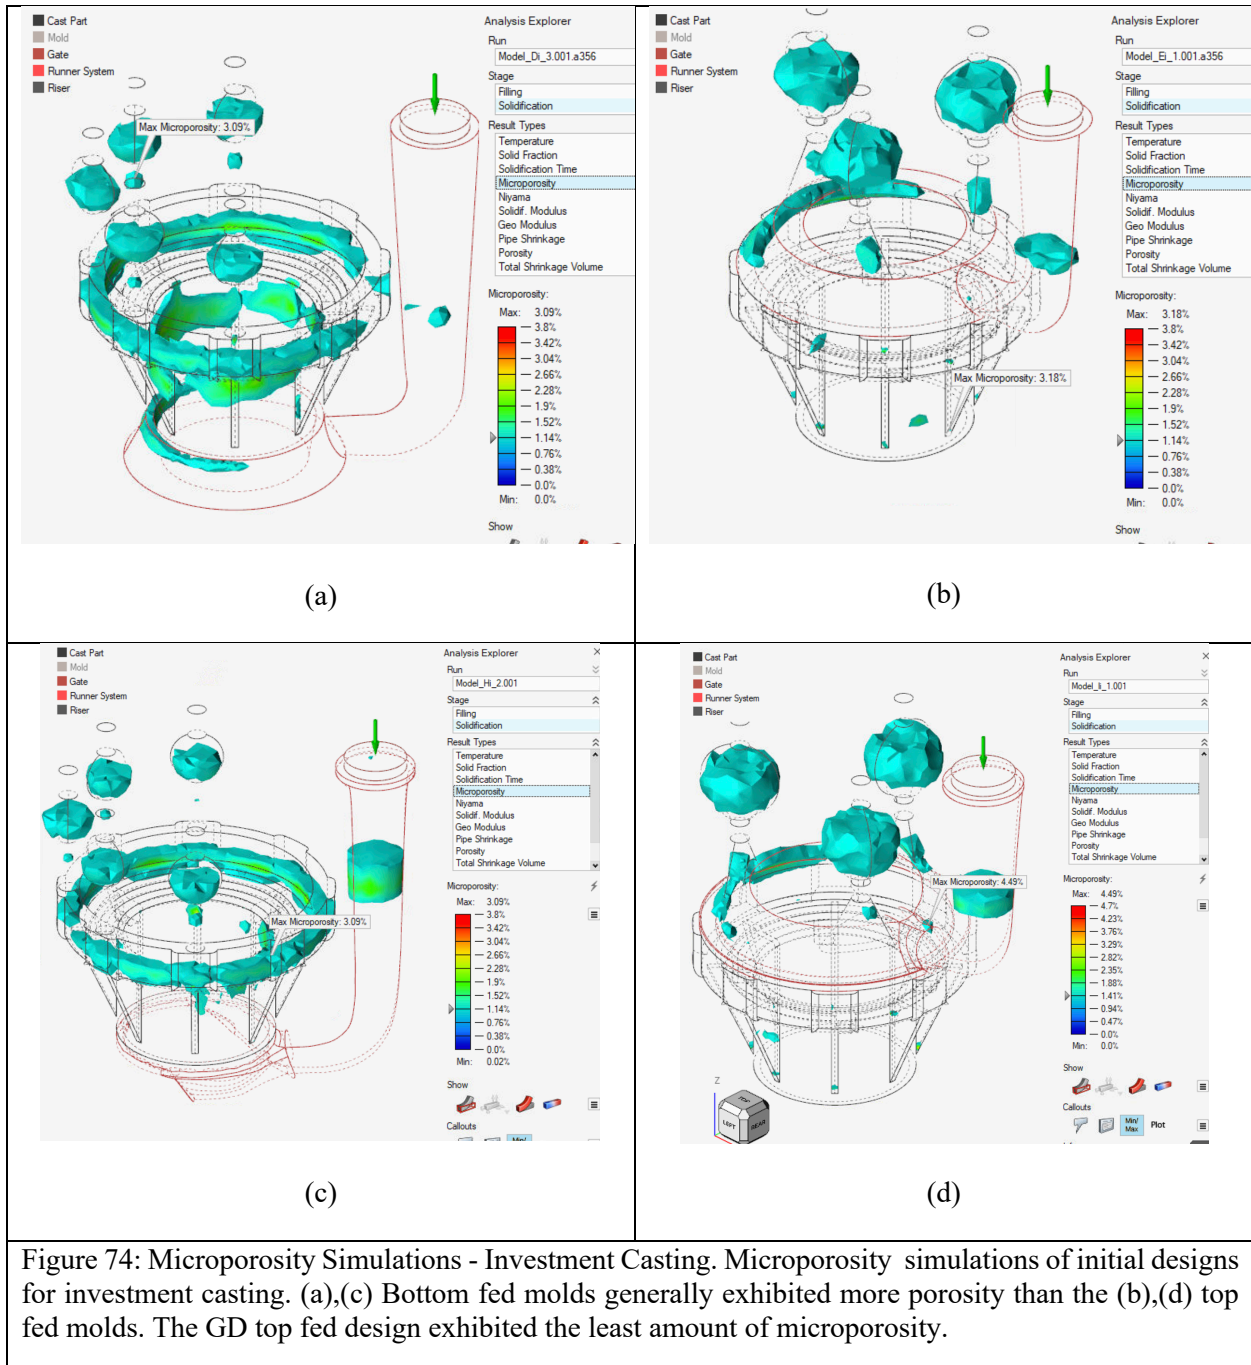 Cast Part
Mold
Gate
Runner System
Riser
Max Microporosity: 3.09%
Analysis Explorer
Run
Model_Di_3.001.a356
Stage
Filling
Solidification
Result Types
Temperature
Solid Fraction
Solidification Time
Microporosity
Niyama
Solidif. Modulus
Geo Modulus
Pipe Shrinkage
Porosity
Total Shrinkage Volume
Microporosity:
Max: 3.09%
3.8%
3.42%
3.04%
2.66%
2.28%
1.9%
1.52%
1.14%
0.76%
0.38%
0.0%
Min: 0.0%
Show
(a)
Cast Part
Mold
Gate
Runner System
Riser
Max Microporosity: 3.18%
Analysis Explorer
Run
Model_Ei_1.001.a356
Stage
Filling
Solidification
Result Types
Temperature
Solid Fraction
Solidification Time
Microporosity
Niyama
Solidif. Modulus
Geo Modulus
Pipe Shrinkage
Porosity
Total Shrinkage Volume
Microporosity:
Max: 3.18%
3.8%
3.42%
3.04%
2.66%
2.28%
1.9%
1.52%
1.14%
0.76%
0.38%
0.0%
Min: 0.0%
Show
(b)
Cast Part
Mold
Gate
Runner System
Riser
Max Microporosity: 3.09%
Analysis Explorer
Run
Model_Hi_2.001
Stage
Filling
Solidification
Result Types
Temperature
Solid Fraction
Solidification Time
Microporosity
Niyama
Solidif. Modulus
Geo Modulus
Pipe Shrinkage
Porosity
Total Shrinkage Volume
Microporosity:
Max: 3.09%
3.8%
3.42%
3.04%
2.66%
2.28%
1.9%
1.52%
1.14%
0.76%
0.38%
0.0%
Min: 0.02%
Show
Callouts
Min/
(c)
Cast Part
Mold
Gate
Runner System
Riser
Max Microporosity: 4.49%
Z
TOP
LEFT
REAR
Analysis Explorer
Run
Model_Ii_1.001
Stage
Filling
Solidification
Result Types
Temperature
Solid Fraction
Solidification Time
Microporosity
Niyama
Solidif. Modulus
Geo Modulus
Pipe Shrinkage
Porosity
Total Shrinkage Volume
Microporosity:
Max: 4.49%
4.7%
4.23%
3.76%
3.29%
2.82%
2.35%
1.88%
1.41%
0.94%
0.47%
0.0%
Min: 0.0%
Show
Callouts
Min/
Max
Plot
(d)
Figure 74: Microporosity Simulations - Investment Casting. Microporosity simulations of initial designs
for investment casting. (a),(c) Bottom fed molds generally exhibited more porosity than the (b),(d) top
fed molds. The GD top fed design exhibited the least amount of microporosity.